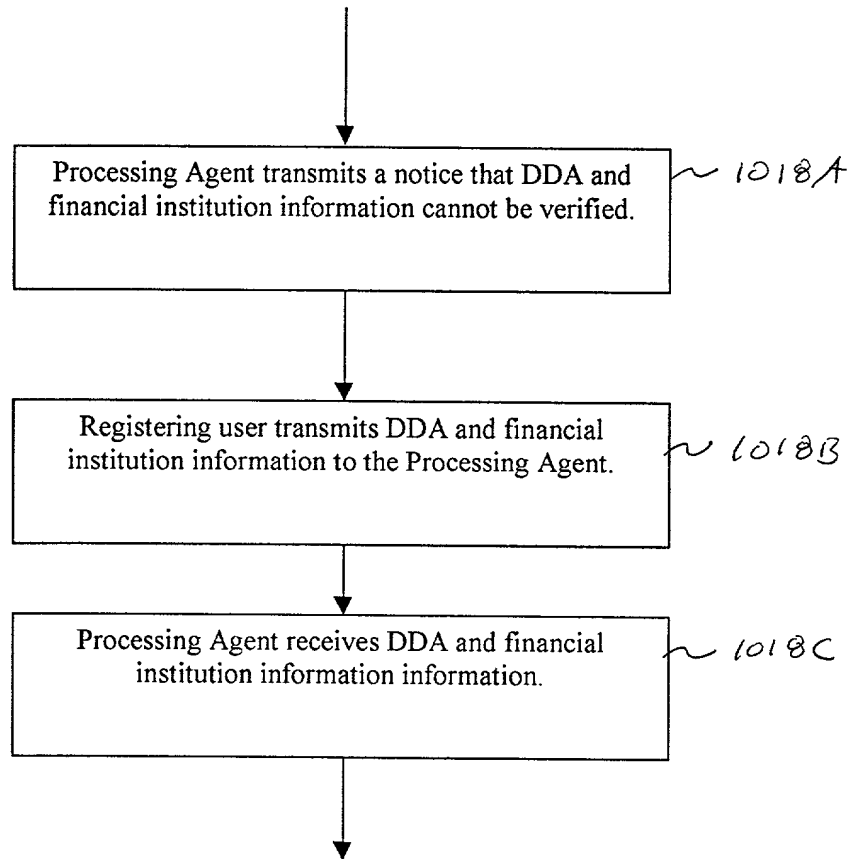 Processing Agent transmits a notice that DDA and
financial institution information cannot be verified.
1018A
Registering user transmits DDA and financial
institution information to the Processing Agent.
1018B
Processing Agent receives DDA and financial
institution information information.
1018C